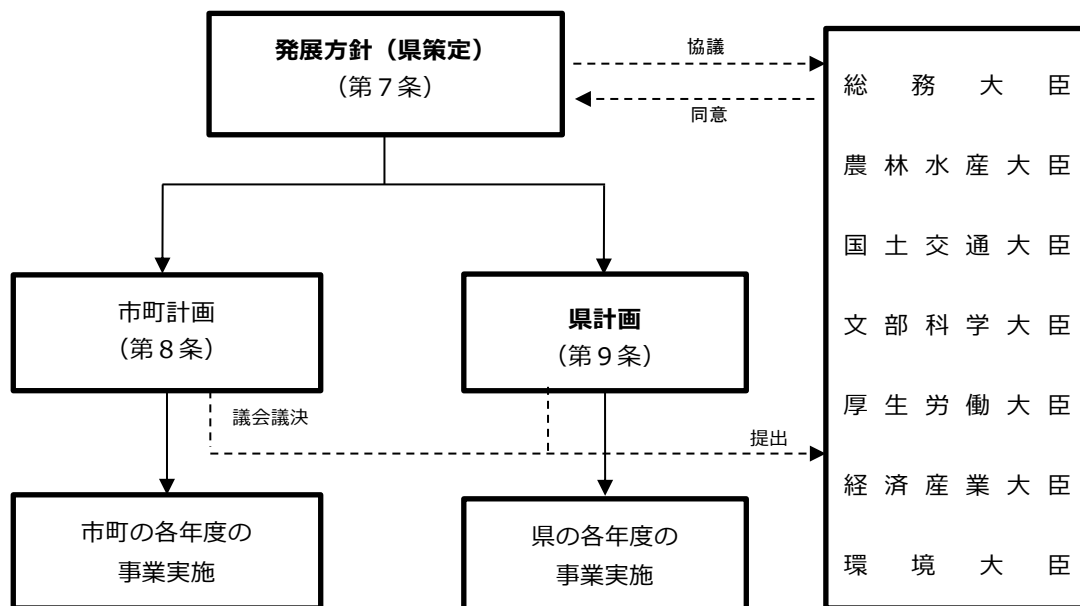 発展方針（県策定）
（第７条）
協議
同意
総務大臣
農林水産大臣
国土交通大臣
文部科学大臣
厚生労働大臣
経済産業大臣
環境大臣
市町計画
（第８条）
県計画
（第９条）
議会議決
提出
市町の各年度の
事業実施
県の各年度の
事業実施